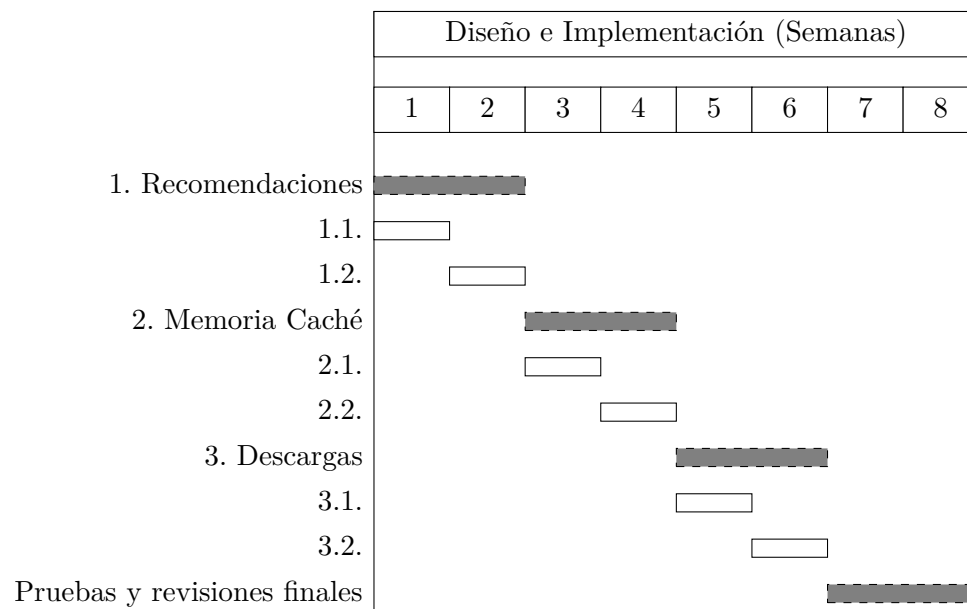 Diseño e Implementación (Semanas)
1 2 3 4 5 6 7 8
1. Recomendaciones
1.1.
1.2.
2. Memoria Caché
2.1.
2.2.
3. Descargas
3.1.
3.2.
Pruebas y revisiones finales